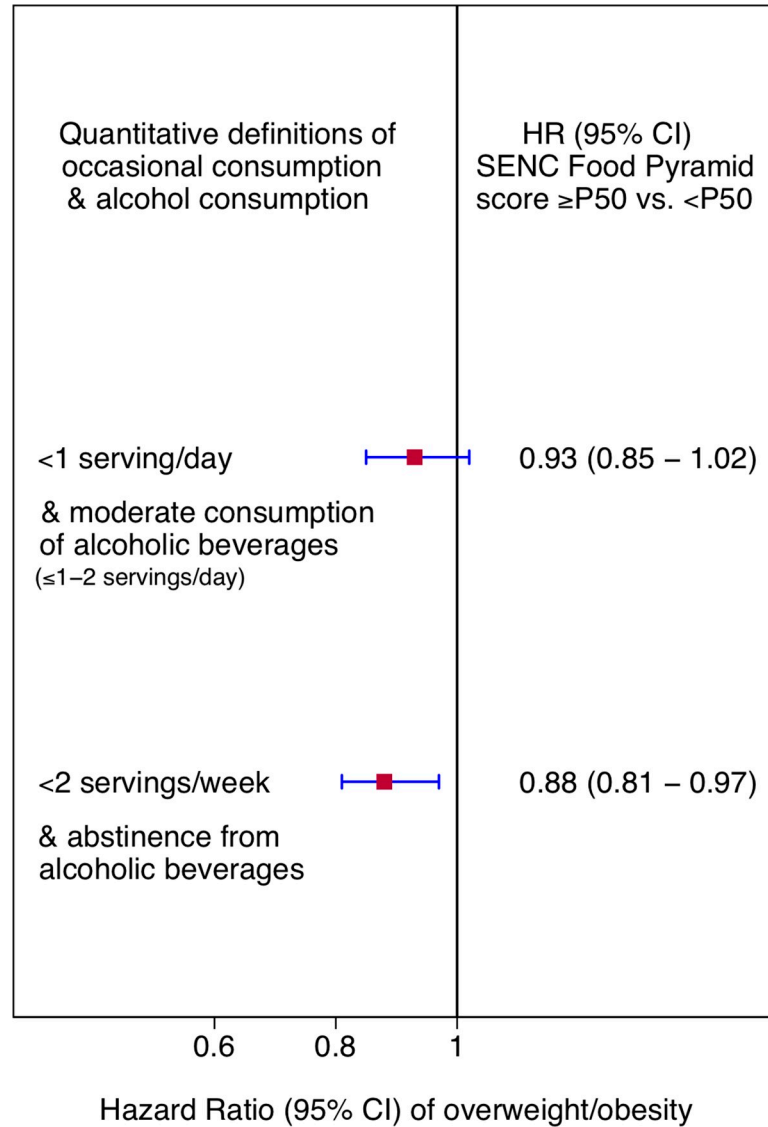 Quantitative definitions of
occasional consumption
& alcohol consumption
HR (95% CI)
SENC Food Pyramid
score ≥P50 vs. <P50
<1 serving/day
0.93 (0.85 – 1.02)
& moderate consumption
of alcoholic beverages
(≤1–2 servings/day)
<2 servings/week
0.88 (0.81 – 0.97)
& abstinence from
alcoholic beverages
0.6 0.8 1
Hazard Ratio (95% CI) of overweight/obesity